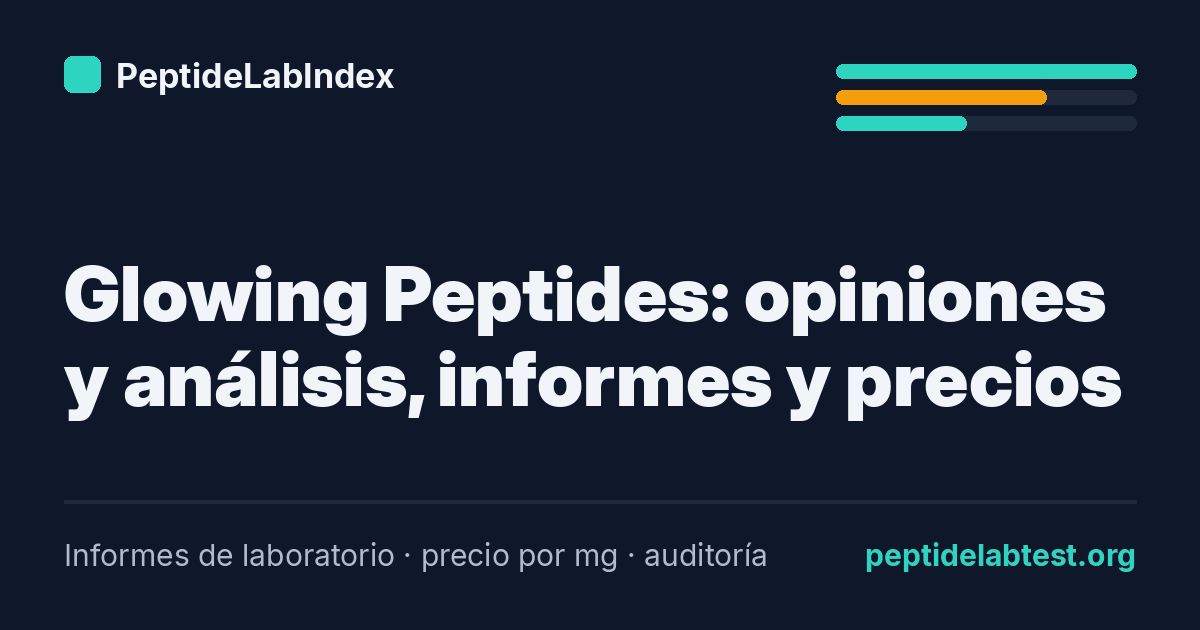 PeptideLabIndex
Glowing Peptides: opiniones
y análisis, informes y precios
Informes de laboratorio · precio por mg · auditoría
peptidelabtest.org